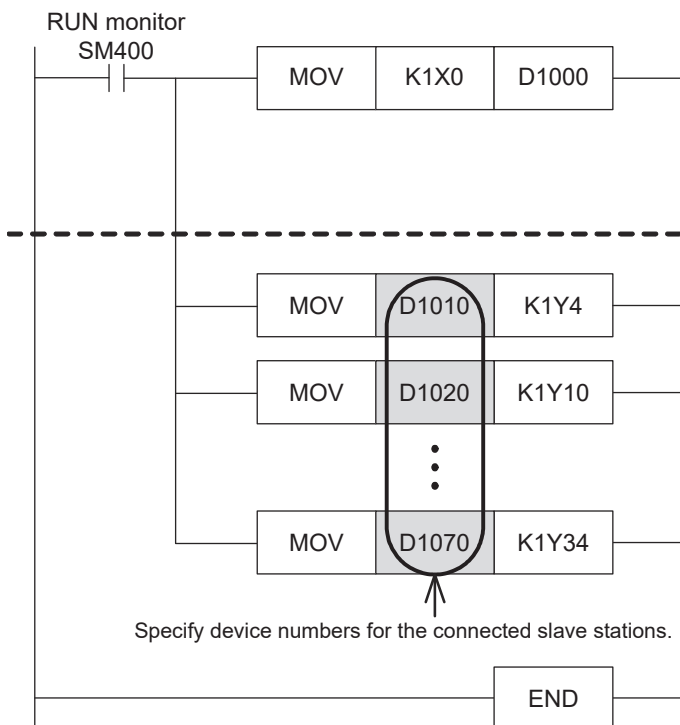 RUN monitor
SM400
MOV K1X0 D1000
MOV D1010 K1Y4
MOV D1020 K1Y10
MOV D1070 K1Y34
Specify device numbers for the connected slave stations.
END